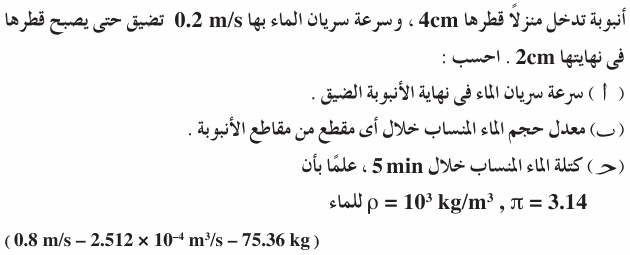 أنبوبة تدخل منزلاً قطرها 4cm ، وسرعة سريان الماء بها 0.2 m/s تضيق حتى يصبح قطرها
فى نهايتها 2cm . احسب :
( أ ) سرعة سريان الماء فى نهاية الأنبوبة الضيق .
(ب) معدل حجم الماء المنساب خلال أى مقطع من مقاطع الأنبوبة .
(جـ) كتلة الماء المنساب خلال 5 min ، علمًا بأن
ρ = 10³ kg/m³ , π = 3.14 للماء
( 0.8 m/s – 2.512 × 10⁻⁴ m³/s – 75.36 kg )